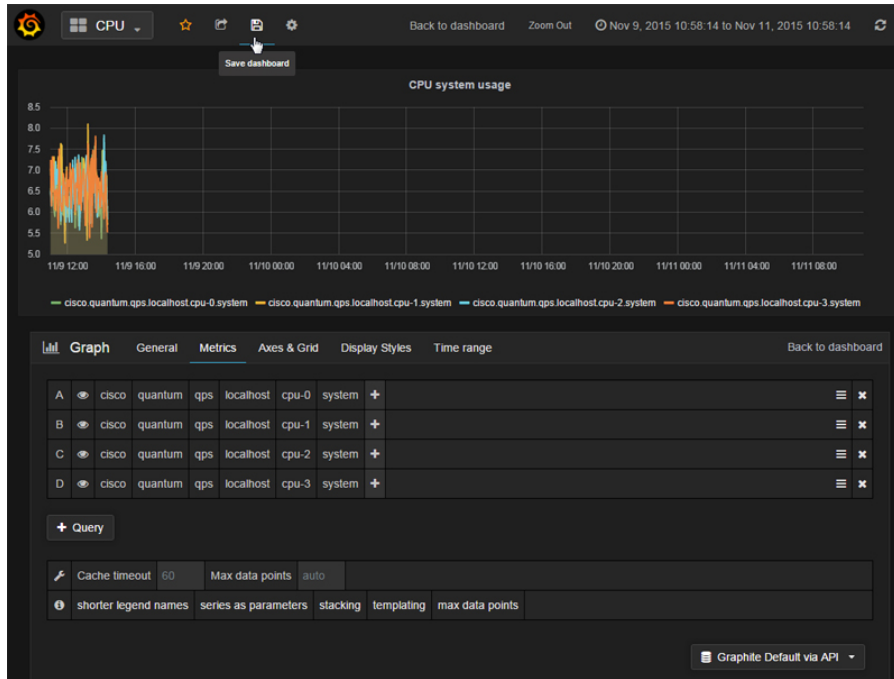 CPU
Back to dashboard Zoom Out Nov 9, 2015 10:58:14 to Nov 11, 2015 10:58:14
Save dashboard
CPU system usage
8.5
8.0
7.5
7.0
6.5
6.0
5.5
5.0
11/9 12:00 11/9 16:00 11/9 20:00 11/10 00:00 11/10 04:00 11/10 08:00 11/10 12:00 11/10 16:00 11/10 20:00 11/11 00:00 11/11 04:00 11/11 08:00
cisco.quantum.qps.localhost.cpu-0.system cisco.quantum.qps.localhost.cpu-1.system cisco.quantum.qps.localhost.cpu-2.system cisco.quantum.qps.localhost.cpu-3.system
Graph General Metrics Axes & Grid Display Styles Time range Back to dashboard
A cisco quantum qps localhost cpu-0 system +
B cisco quantum qps localhost cpu-1 system +
C cisco quantum qps localhost cpu-2 system +
D cisco quantum qps localhost cpu-3 system +
+ Query
Cache timeout 60 Max data points auto
shorter legend names series as parameters stacking templating max data points
Graphite Default via API